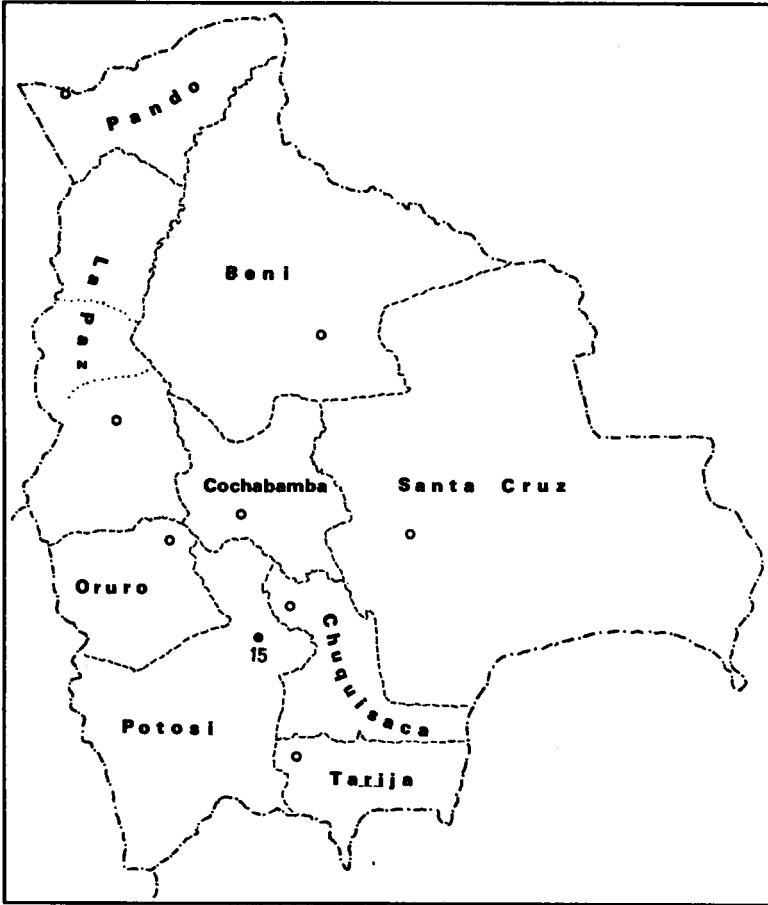 Pando
La Paz
Beni
Cochabamba
Santa Cruz
Oruro
15
Chuquisaca
Potosi
Tarija